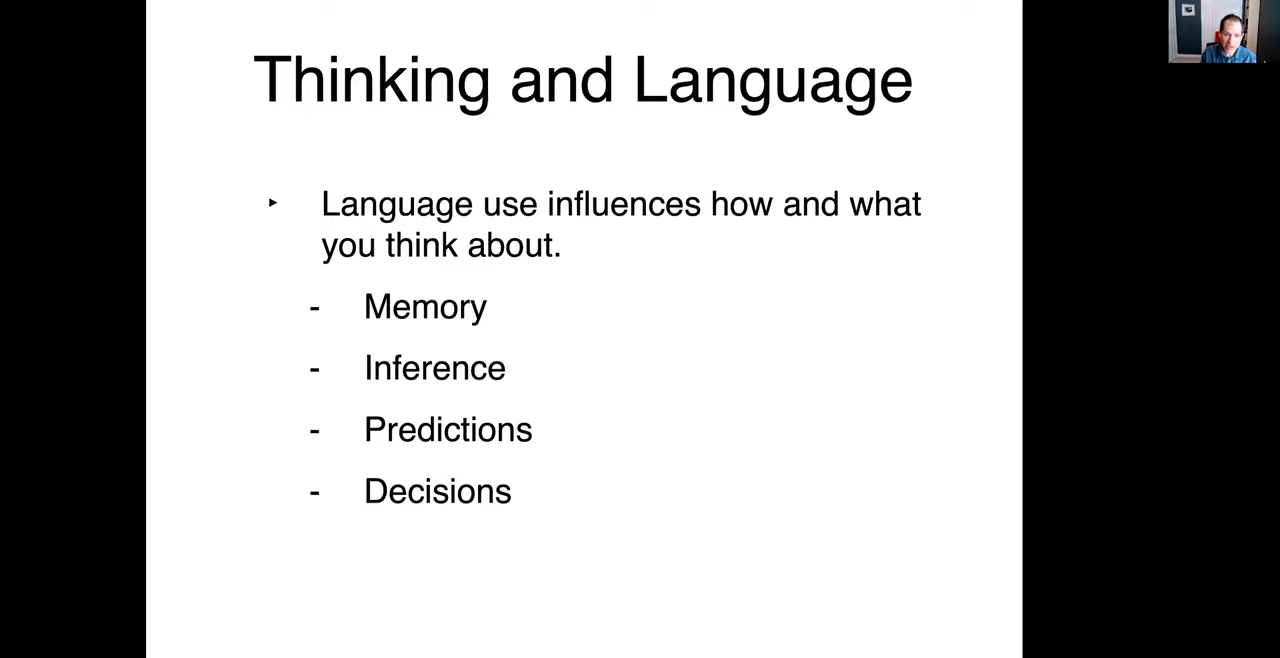 Thinking and Language
‣ Language use influences how and what
you think about.
- Memory
- Inference
- Predictions
- Decisions